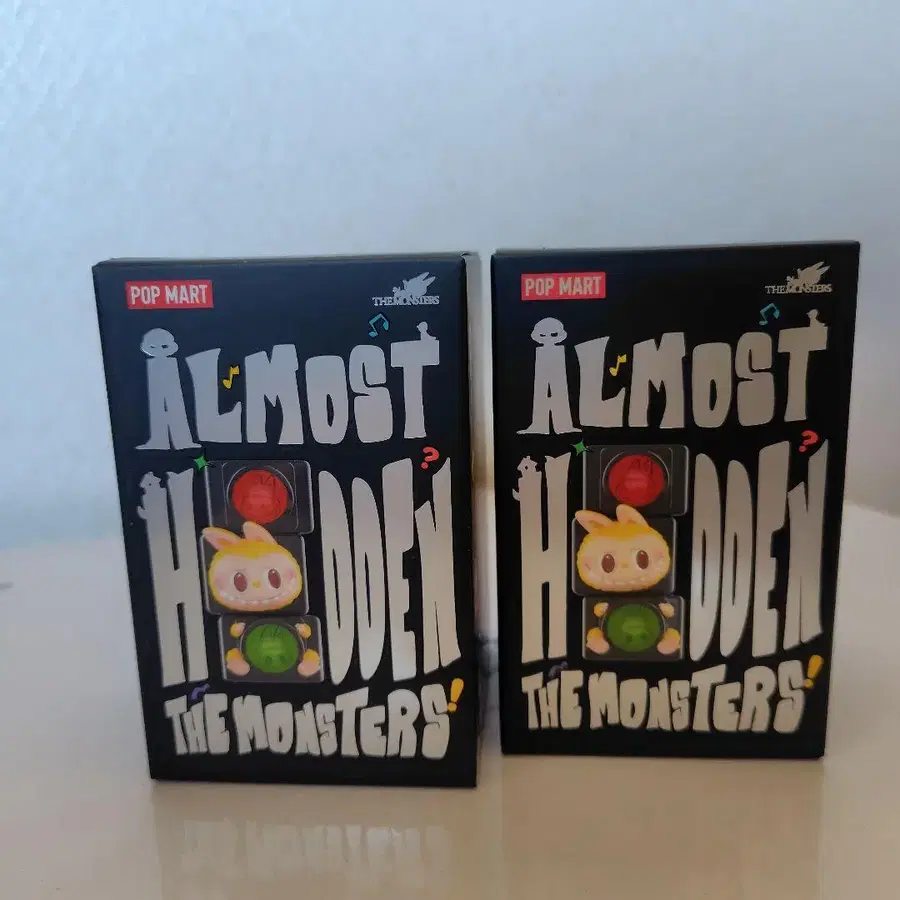 POP MART
THE MONSTERS
ALMOST
HIDDEN
THE MONSTERS!
POP MART
THE MONSTERS
ALMOST
HIDDEN
THE MONSTERS!